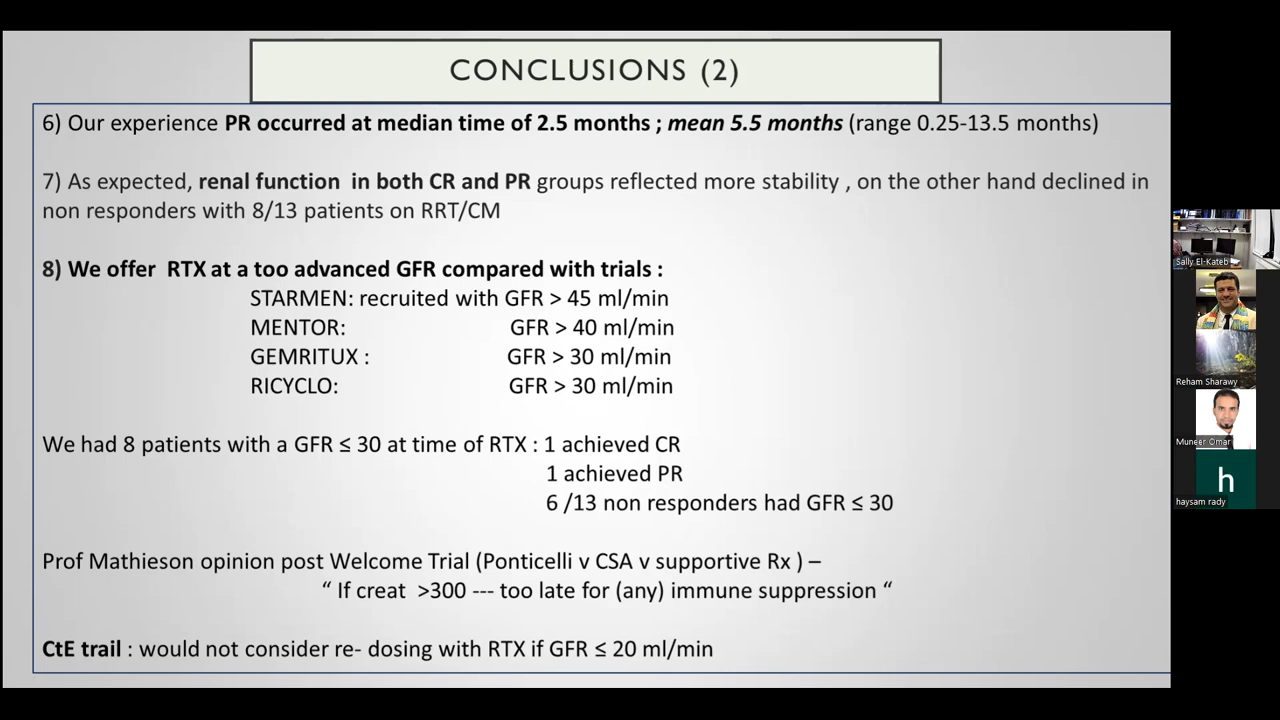 CONCLUSIONS (2)
6) Our experience PR occurred at median time of 2.5 months ; mean 5.5 months (range 0.25-13.5 months)
7) As expected, renal function in both CR and PR groups reflected more stability , on the other hand declined in
non responders with 8/13 patients on RRT/CM
8) We offer RTX at a too advanced GFR compared with trials :
STARMEN: recruited with GFR > 45 ml/min
MENTOR: GFR > 40 ml/min
GEMRITUX : GFR > 30 ml/min
RICYCLO: GFR > 30 ml/min
We had 8 patients with a GFR ≤ 30 at time of RTX : 1 achieved CR
1 achieved PR
6 /13 non responders had GFR ≤ 30
Prof Mathieson opinion post Welcome Trial (Ponticelli v CSA v supportive Rx ) –
“ If creat >300 --- too late for (any) immune suppression “
CtE trail : would not consider re- dosing with RTX if GFR ≤ 20 ml/min
Sally El-Kateb
Reham Sharawy
Muneer Omar
h
haysam rady